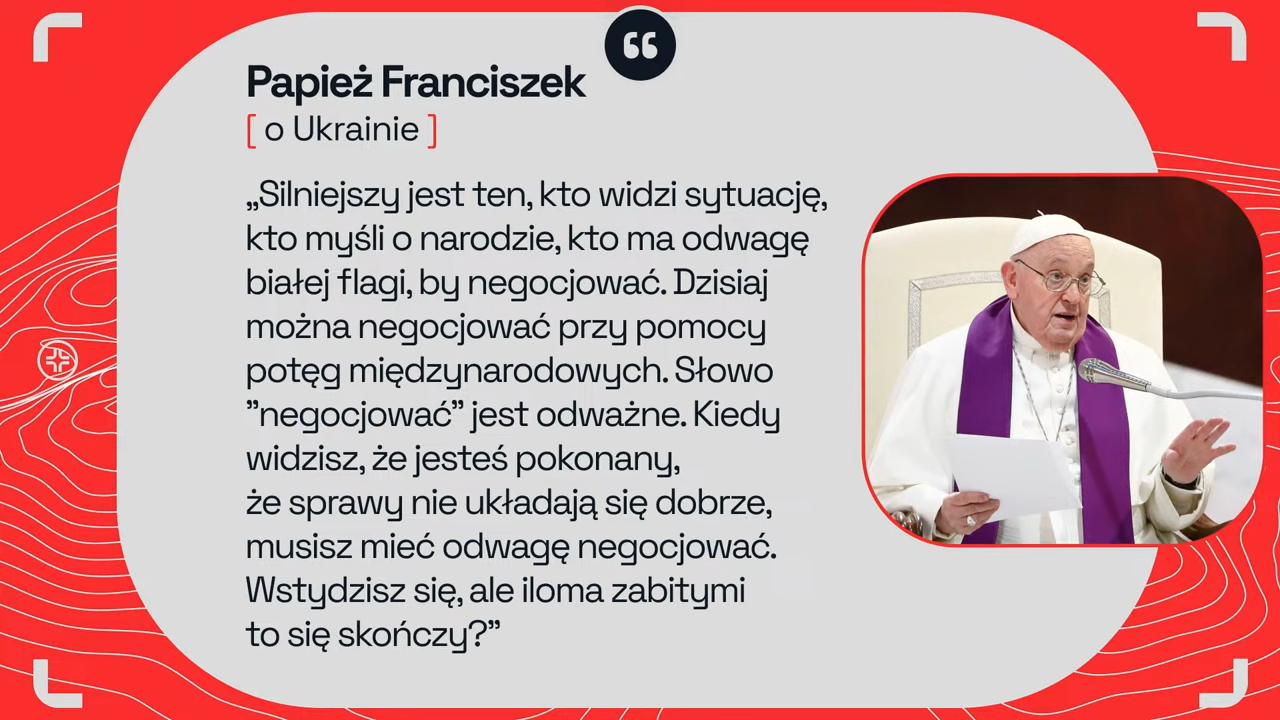 Papież Franciszek
[ o Ukrainie ]
„Silniejszy jest ten, kto widzi sytuację,
kto myśli o narodzie, kto ma odwagę
białej flagi, by negocjować. Dzisiaj
można negocjować przy pomocy
potęg międzynarodowych. Słowo
”negocjować” jest odważne. Kiedy
widzisz, że jesteś pokonany,
że sprawy nie układają się dobrze,
musisz mieć odwagę negocjować.
Wstydzisz się, ale iloma zabitymi
to się skończy?”